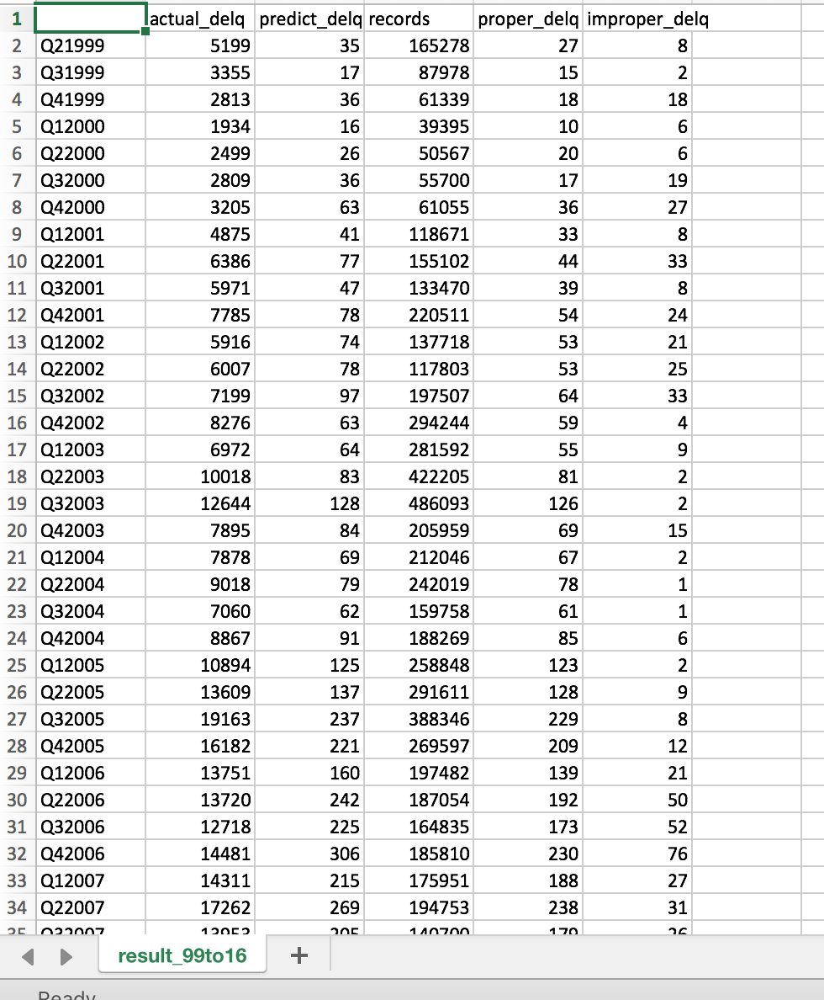 1 actual_delq predict_delq records proper_delq improper_delq
2 Q21999 5199 35 165278 27 8
3 Q31999 3355 17 87978 15 2
4 Q41999 2813 36 61339 18 18
5 Q12000 1934 16 39395 10 6
6 Q22000 2499 26 50567 20 6
7 Q32000 2809 36 55700 17 19
8 Q42000 3205 63 61055 36 27
9 Q12001 4875 41 118671 33 8
10 Q22001 6386 77 155102 44 33
11 Q32001 5971 47 133470 39 8
12 Q42001 7785 78 220511 54 24
13 Q12002 5916 74 137718 53 21
14 Q22002 6007 78 117803 53 25
15 Q32002 7199 97 197507 64 33
16 Q42002 8276 63 294244 59 4
17 Q12003 6972 64 281592 55 9
18 Q22003 10018 83 422205 81 2
19 Q32003 12644 128 486093 126 2
20 Q42003 7895 84 205959 69 15
21 Q12004 7878 69 212046 67 2
22 Q22004 9018 79 242019 78 1
23 Q32004 7060 62 159758 61 1
24 Q42004 8867 91 188269 85 6
25 Q12005 10894 125 258848 123 2
26 Q22005 13609 137 291611 128 9
27 Q32005 19163 237 388346 229 8
28 Q42005 16182 221 269597 209 12
29 Q12006 13751 160 197482 139 21
30 Q22006 13720 242 187054 192 50
31 Q32006 12718 225 164835 173 52
32 Q42006 14481 306 185810 230 76
33 Q12007 14311 215 175951 188 27
34 Q22007 17262 269 194753 238 31
35 Q32007 205 179 26
result_99to16
Ready